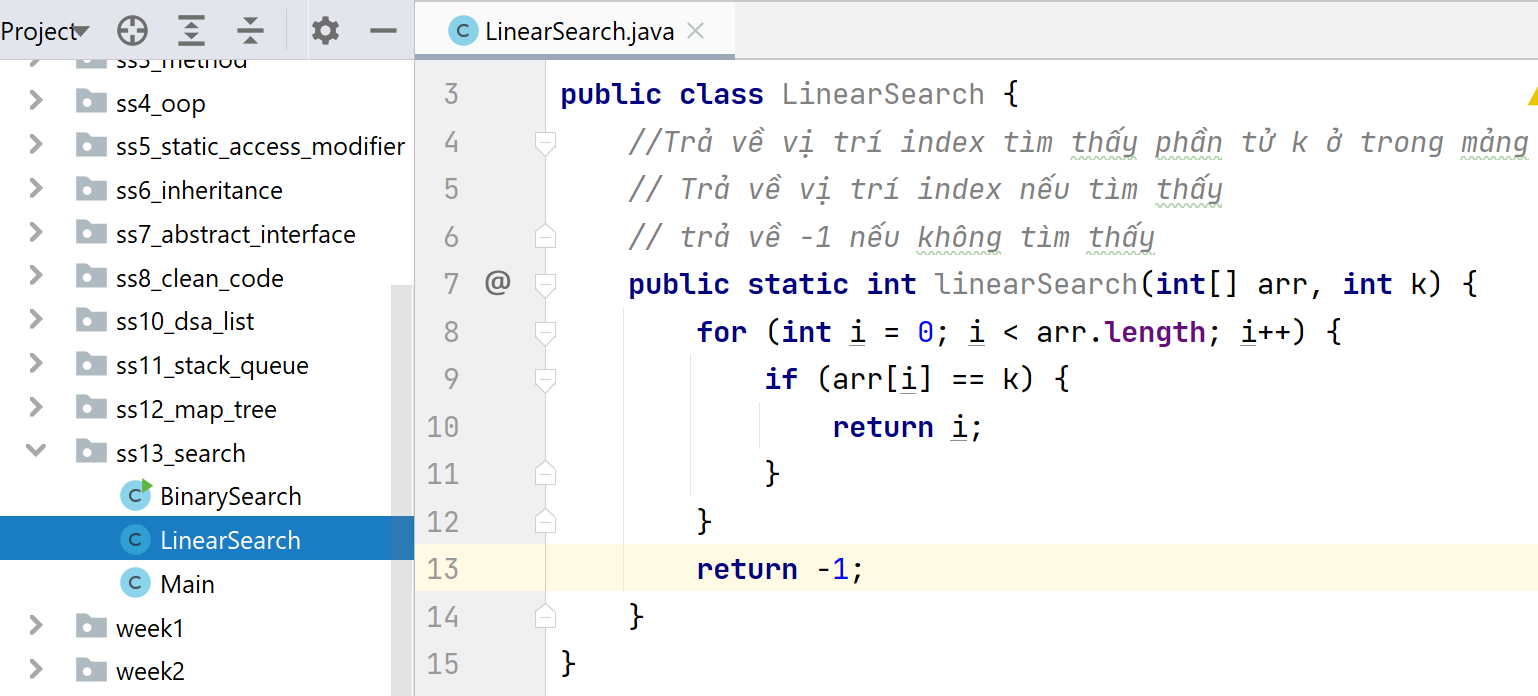 Project
LinearSearch.java
ss3_method
ss4_oop
ss5_static_access_modifier
ss6_inheritance
ss7_abstract_interface
ss8_clean_code
ss10_dsa_list
ss11_stack_queue
ss12_map_tree
ss13_search
BinarySearch
LinearSearch
Main
week1
week2
3 public class LinearSearch {
4 //Trả về vị trí index tìm thấy phần tử k ở trong mảng
5 // Trả về vị trí index nếu tìm thấy
6 // trả về -1 nếu không tìm thấy
7 @ public static int linearSearch(int[] arr, int k) {
8 for (int i = 0; i < arr.length; i++) {
9 if (arr[i] == k) {
10 return i;
11 }
12 }
13 return -1;
14 }
15 }